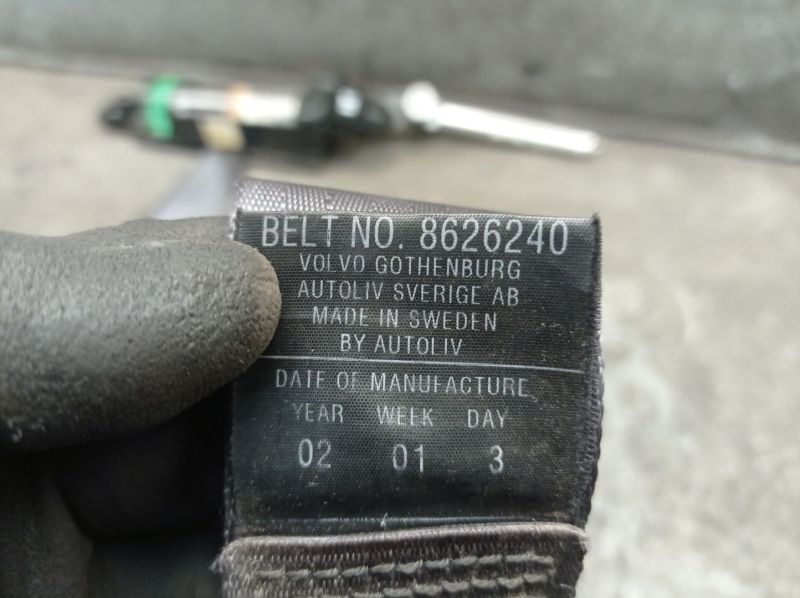 BELT NO. 8626240
VOLVO GOTHENBURG
AUTOLIV SVERIGE AB
MADE IN SWEDEN
BY AUTOLIV
DATE OF MANUFACTURE
YEAR WEEK DAY
02 01 3